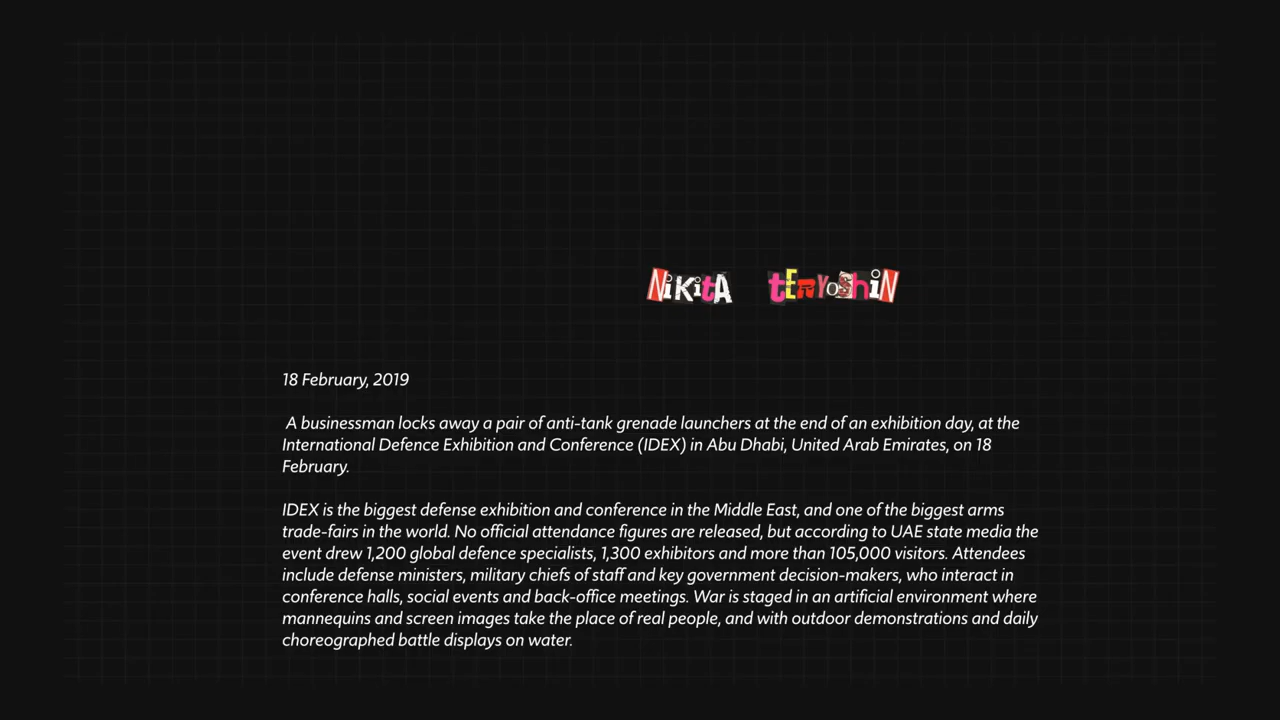 NiKitA tERYoShiN
18 February, 2019
A businessman locks away a pair of anti-tank grenade launchers at the end of an exhibition day, at the
International Defence Exhibition and Conference (IDEX) in Abu Dhabi, United Arab Emirates, on 18
February.
IDEX is the biggest defense exhibition and conference in the Middle East, and one of the biggest arms
trade-fairs in the world. No official attendance figures are released, but according to UAE state media the
event drew 1,200 global defence specialists, 1,300 exhibitors and more than 105,000 visitors. Attendees
include defense ministers, military chiefs of staff and key government decision-makers, who interact in
conference halls, social events and back-office meetings. War is staged in an artificial environment where
mannequins and screen images take the place of real people, and with outdoor demonstrations and daily
choreographed battle displays on water.